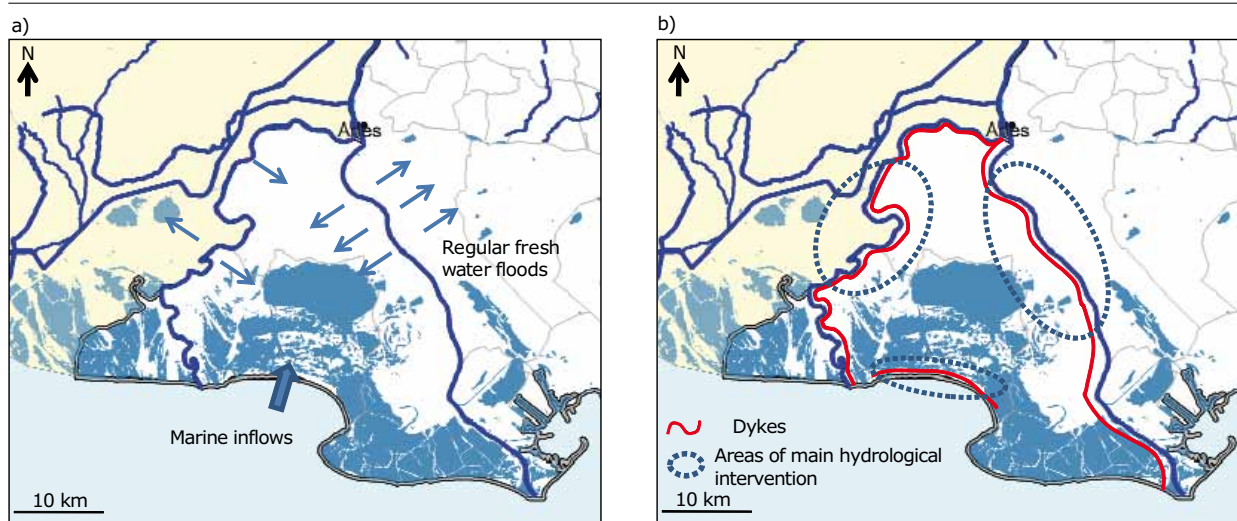 a)
N
Arles
Regular fresh
water floods
Marine inflows
10 km
b)
N
Arles
Dykes
Areas of main hydrological
intervention
10 km